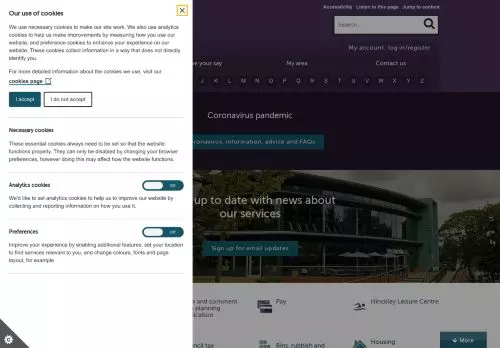 Our use of cookies
We use necessary cookies to make our site work. We also use analytics
cookies to help us make improvements by measuring how you use our
website, and preference cookies to enhance your experience on our
website. These cookies collect information in a way that does not directly
identify you.
For more detailed information about the cookies we use, visit our
cookies page
I accept
I do not accept
Necessary cookies
These essential cookies always need to be set so that the website
functions properly. They can only be disabled by changing your browser
preferences, however doing this may affect how the website functions.
Analytics cookies
Off
We'd like to set analytics cookies to help us to improve our website by
collecting and reporting information on how you use it.
Preferences
Off
Improve your experience by enabling additional features, set your location
to find services relevant to you, and change colours, fonts and page
layout, for example
Accessibility Listen to this page Jump to content
Search...
My account, log in/register
your say My area Contact us
J K L M N O P Q R S T U V W X Y Z
Coronavirus pandemic
oronavirus, information, advice and FAQs
up to date with news about
our services
Sign up for email updates
and comment
planning
ication
Pay
Hinckley Leisure Centre
ncil tax
Bins, rubbish and
Housing
More